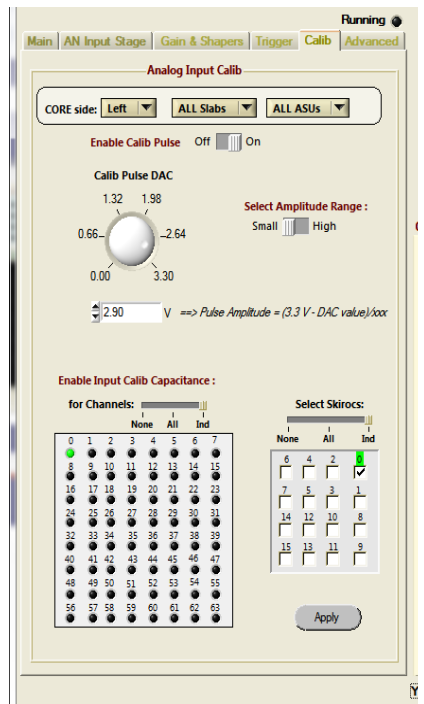 Running
Main AN Input Stage Gain & Shapers Trigger Calib Advanced
Analog Input Calib
CORE side: Left ALL Slabs ALL ASUs
Enable Calib Pulse Off On
Calib Pulse DAC
1.32 1.98
0.66 2.64
0.00 3.30
Select Amplitude Range :
Small High
2.90 V ==> Pulse Amplitude = (3.3 V - DAC value)/xxx
Enable Input Calib Capacitance :
for Channels:
None All Ind
0 1 2 3 4 5 6 7
8 9 10 11 12 13 14 15
16 17 18 19 20 21 22 23
24 25 26 27 28 29 30 31
32 33 34 35 36 37 38 39
40 41 42 43 44 45 46 47
48 49 50 51 52 53 54 55
56 57 58 59 60 61 62 63
Select Skirocs:
None All Ind
6 4 2 0
7 5 3 1
14 12 10 8
15 13 11 9
Apply